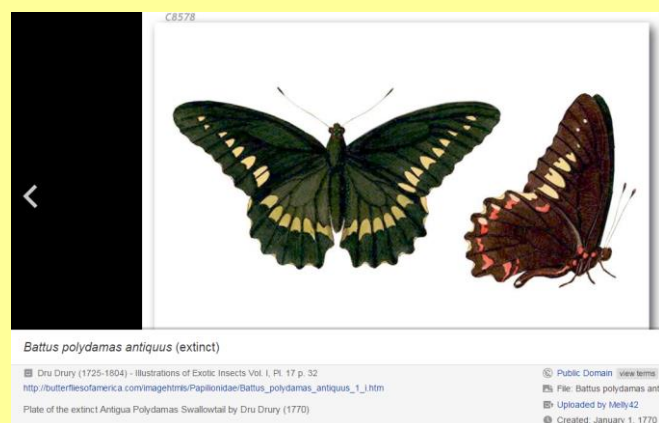 C8578
Battus polydamas antiquus (extinct)
Dru Drury (1725-1804) - Illustrations of Exotic Insects Vol. I, Pl. 17 p. 32
http://butterfliesofamerica.com/imagehtmls/Papilionidae/Battus_polydamas_antiquus_1_i.htm
Plate of the extinct Antigua Polydamas Swallowtail by Dru Drury (1770)
Public Domain view terms
File: Battus polydamas ant
Uploaded by Melly42
Created: January 1, 1770